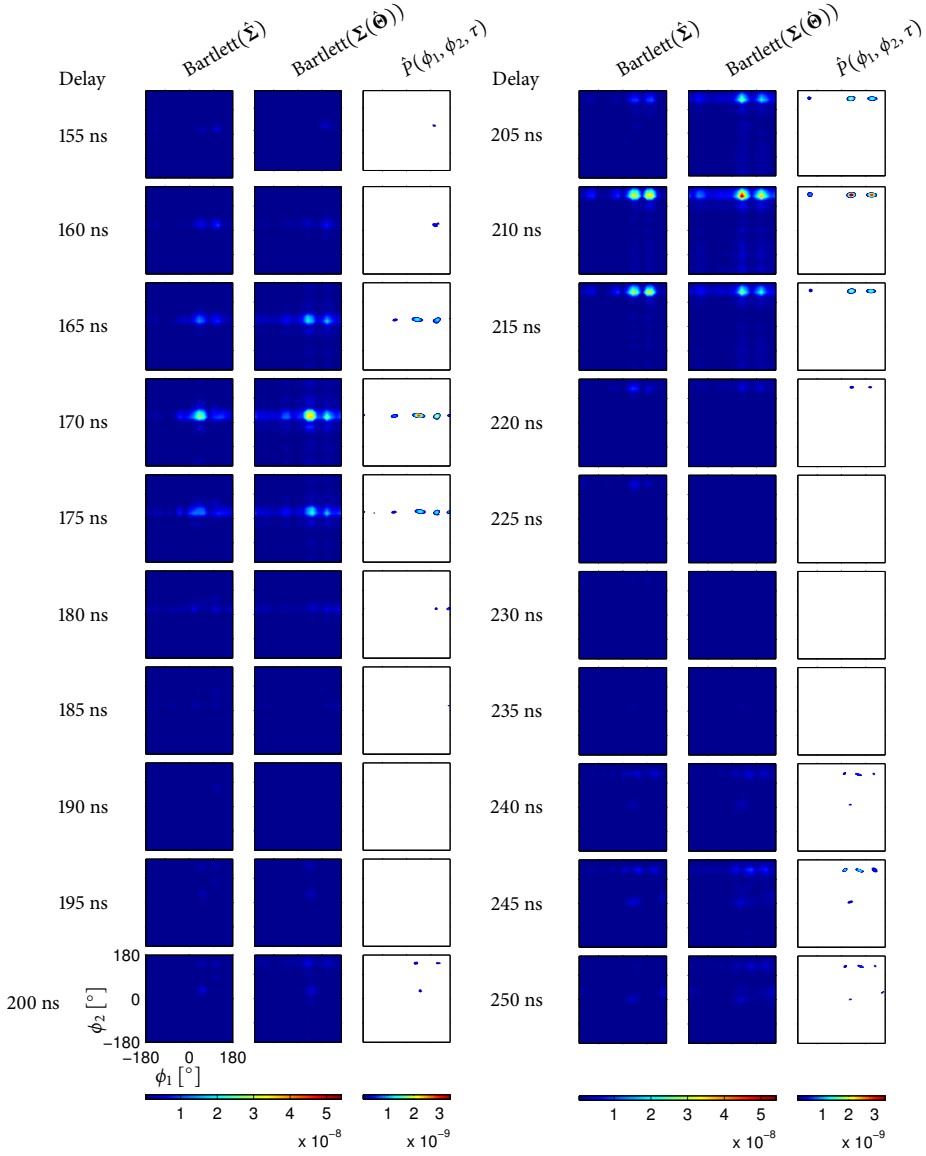 Delay Bartlett(Σ̂) Bartlett(Σ(Θ̂)) P̂(ϕ₁, ϕ₂, τ) Delay Bartlett(Σ̂) Bartlett(Σ(Θ̂)) P̂(ϕ₁, ϕ₂, τ)
155 ns 205 ns
160 ns 210 ns
165 ns 215 ns
170 ns 220 ns
175 ns 225 ns
180 ns 230 ns
185 ns 235 ns
190 ns 240 ns
195 ns 245 ns
180
200 ns ϕ₂ [°] 0 250 ns
−180
−180 0 180
ϕ₁ [°]
1 2 3 4 5 1 2 3 1 2 3 4 5 1 2 3
x 10⁻⁸ x 10⁻⁹ x 10⁻⁸ x 10⁻⁹